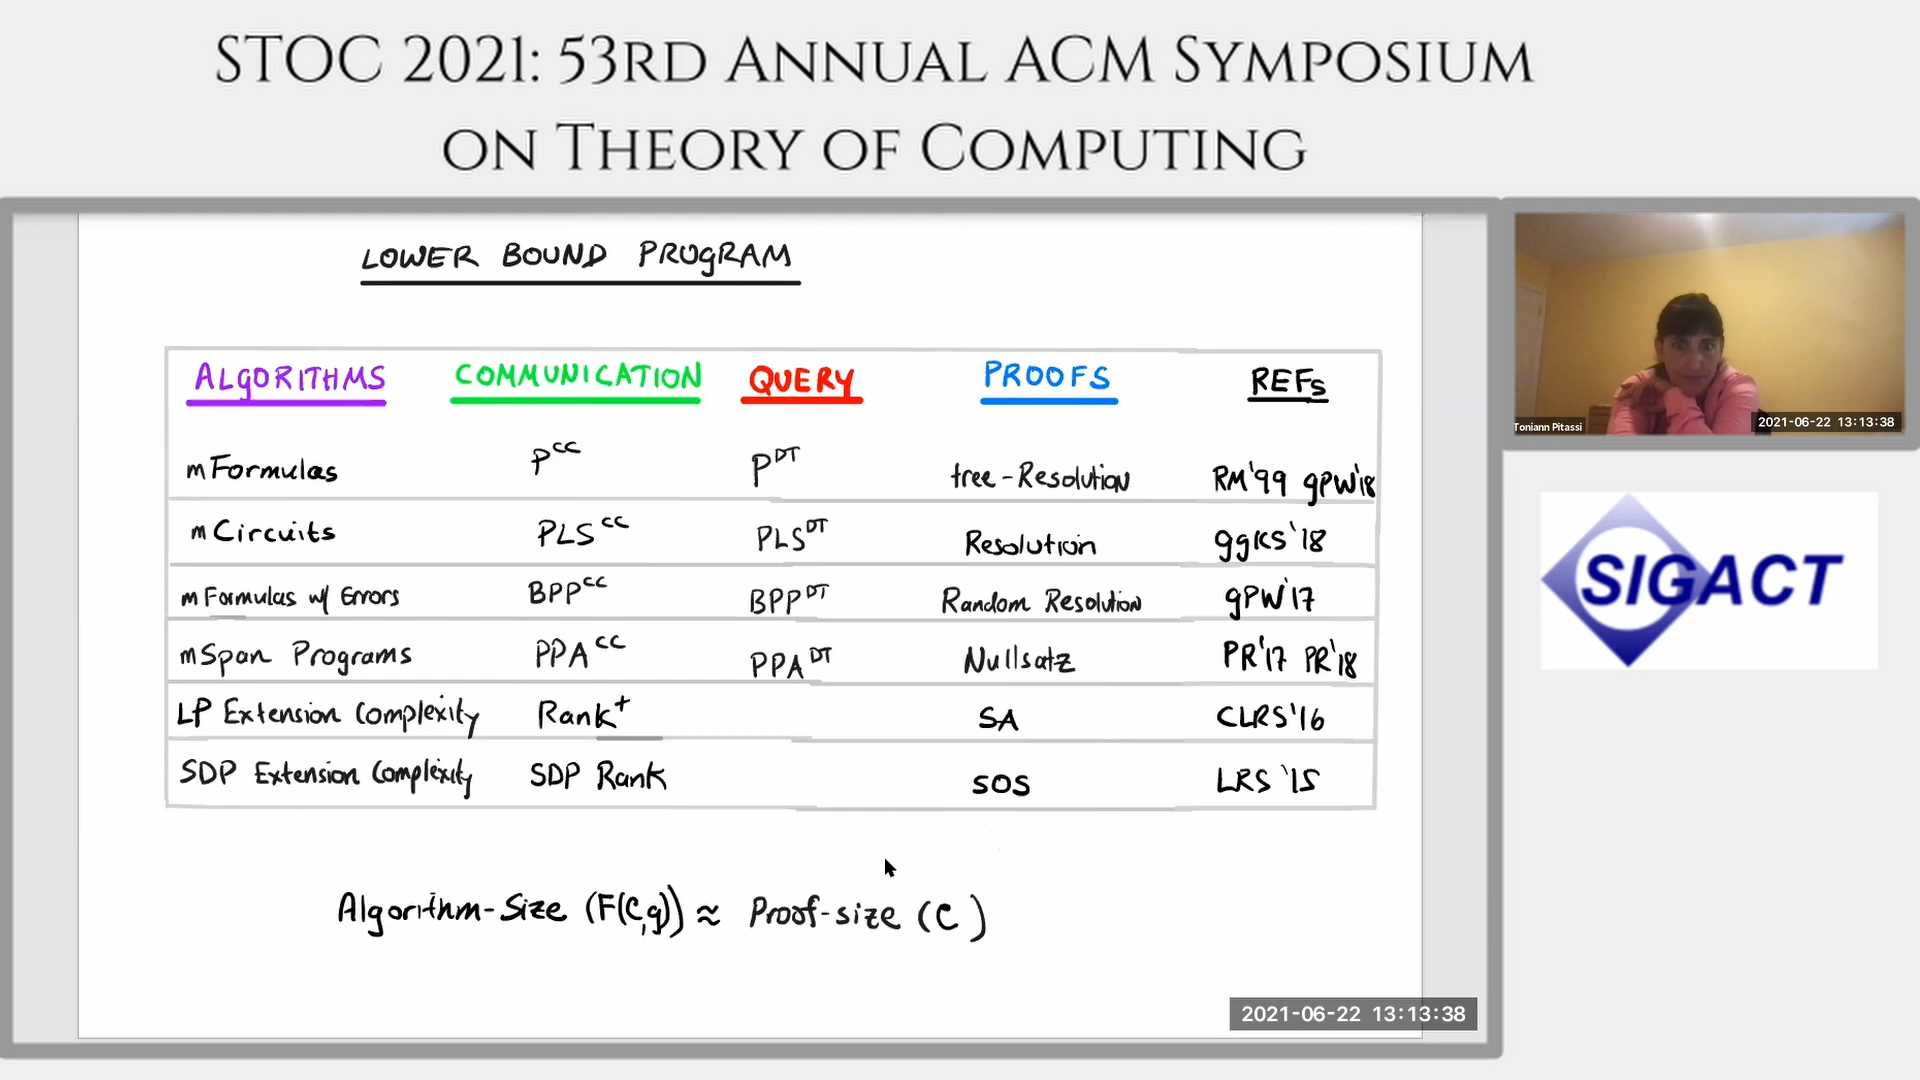 STOC 2021: 53RD ANNUAL ACM SYMPOSIUM
ON THEORY OF COMPUTING
LOWER BOUND PROGRAM
ALGORITHMS COMMUNICATION QUERY PROOFS REFs
mFormulas P^CC P^DT tree-Resolution RM'99 gPW'18
mCircuits PLS^CC PLS^DT Resolution ggKS'18
mFormulas w/ Errors BPP^CC BPP^DT Random Resolution gPW'17
mSpan Programs PPA^CC PPA^DT Nullsatz PR'17 PR'18
LP Extension Complexity Rank^+ SA CLRS'16
SDP Extension Complexity SDP Rank SOS LRS '15
Algorithm-Size (F(C,g)) ≈ Proof-size (C)
2021-06-22 13:13:38
Toniann Pitassi
2021-06-22 13:13:38
SIGACT